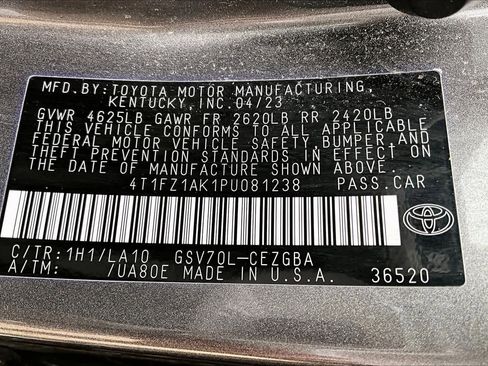 MFD.BY:TOYOTA MOTOR MANUFACTURING,
KENTUCKY,INC.04/23
GVWR 4625LB GAWR FR 2620LB RR 2420LB
THIS VEHICLE CONFORMS TO ALL APPLICABLE
FEDERAL MOTOR VEHICLE SAFETY,BUMPER,AND
THEFT PREVENTION STANDARDS IN EFFECT ON
THE DATE OF MANUFACTURE SHOWN ABOVE.
4T1FZ1AK1PU081238 PASS.CAR
C/TR:1H1/LA10 GSV70L-CEZGBA
A/TM: /UA80E MADE IN U.S.A. 36520